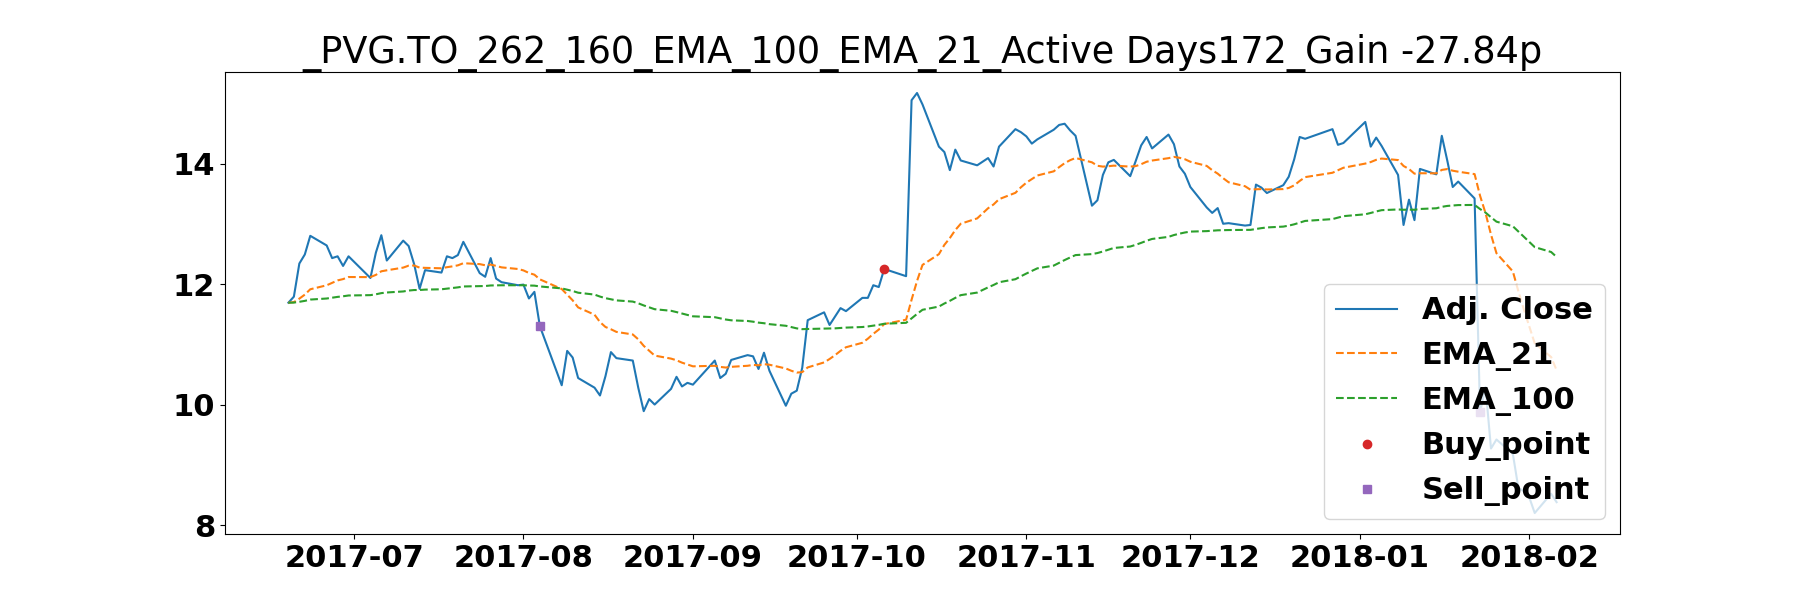 _PVG.TO_262_160_EMA_100_EMA_21_Active Days172_Gain -27.84p
14
12
10
8
Adj. Close
EMA_21
EMA_100
Buy_point
Sell_point
2017-07 2017-08 2017-09 2017-10 2017-11 2017-12 2018-01 2018-02